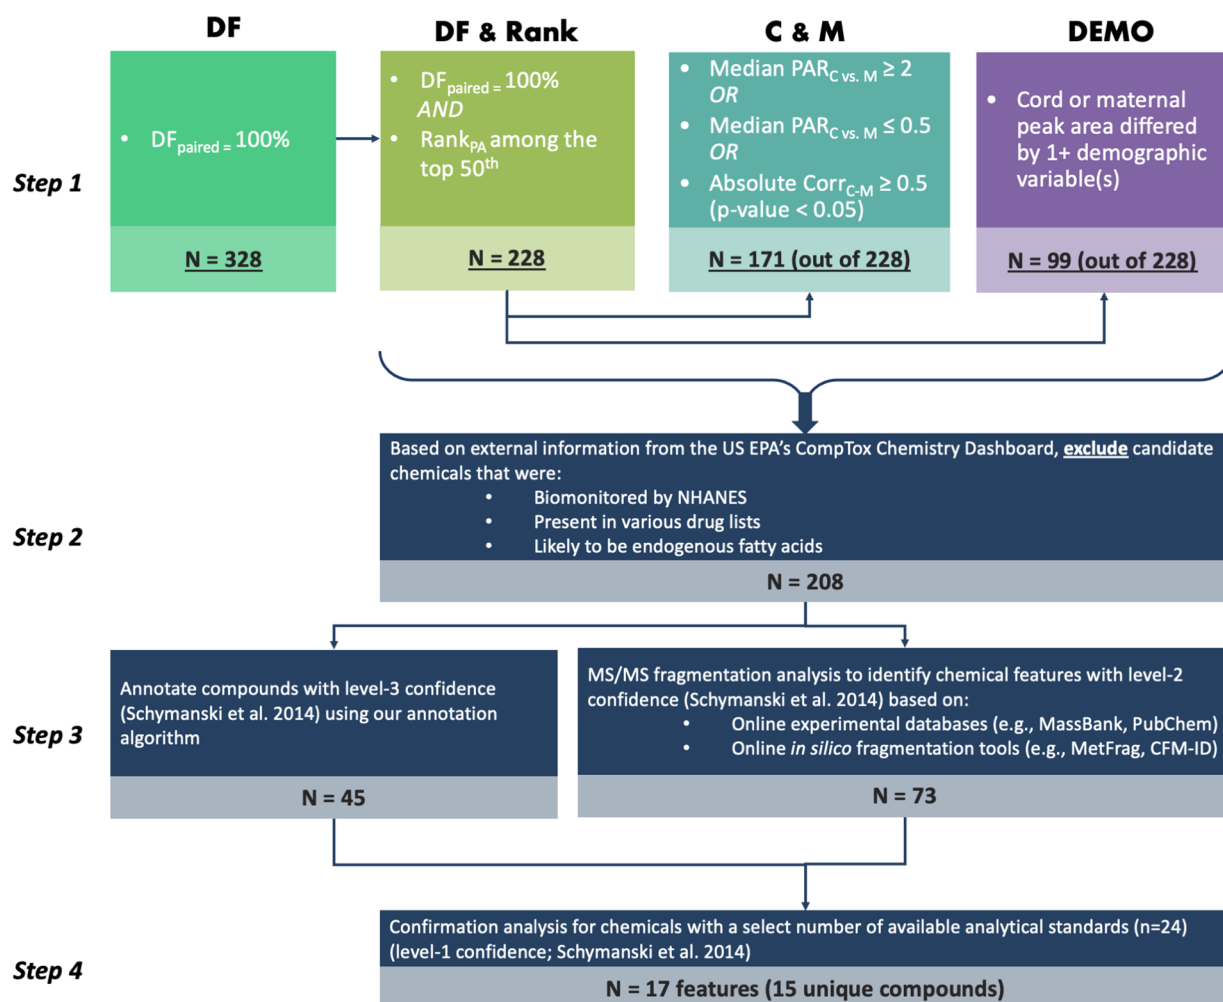 DF
DF & Rank
C & M
DEMO
Step 1
• DFpaired = 100%
N = 328
• DFpaired = 100%
AND
• RankPA among the
top 50th
N = 228
• Median PARC vs. M ≥ 2
OR
• Median PARC vs. M ≤ 0.5
OR
• Absolute CorrC-M ≥ 0.5
(p-value < 0.05)
N = 171 (out of 228)
• Cord or maternal
peak area differed
by 1+ demographic
variable(s)
N = 99 (out of 228)
Step 2
Based on external information from the US EPA's CompTox Chemistry Dashboard, exclude candidate
chemicals that were:
• Biomonitored by NHANES
• Present in various drug lists
• Likely to be endogenous fatty acids
N = 208
Step 3
Annotate compounds with level-3 confidence
(Schymanski et al. 2014) using our annotation
algorithm
N = 45
MS/MS fragmentation analysis to identify chemical features with level-2
confidence (Schymanski et al. 2014) based on:
• Online experimental databases (e.g., MassBank, PubChem)
• Online in silico fragmentation tools (e.g., MetFrag, CFM-ID)
N = 73
Step 4
Confirmation analysis for chemicals with a select number of available analytical standards (n=24)
(level-1 confidence; Schymanski et al. 2014)
N = 17 features (15 unique compounds)